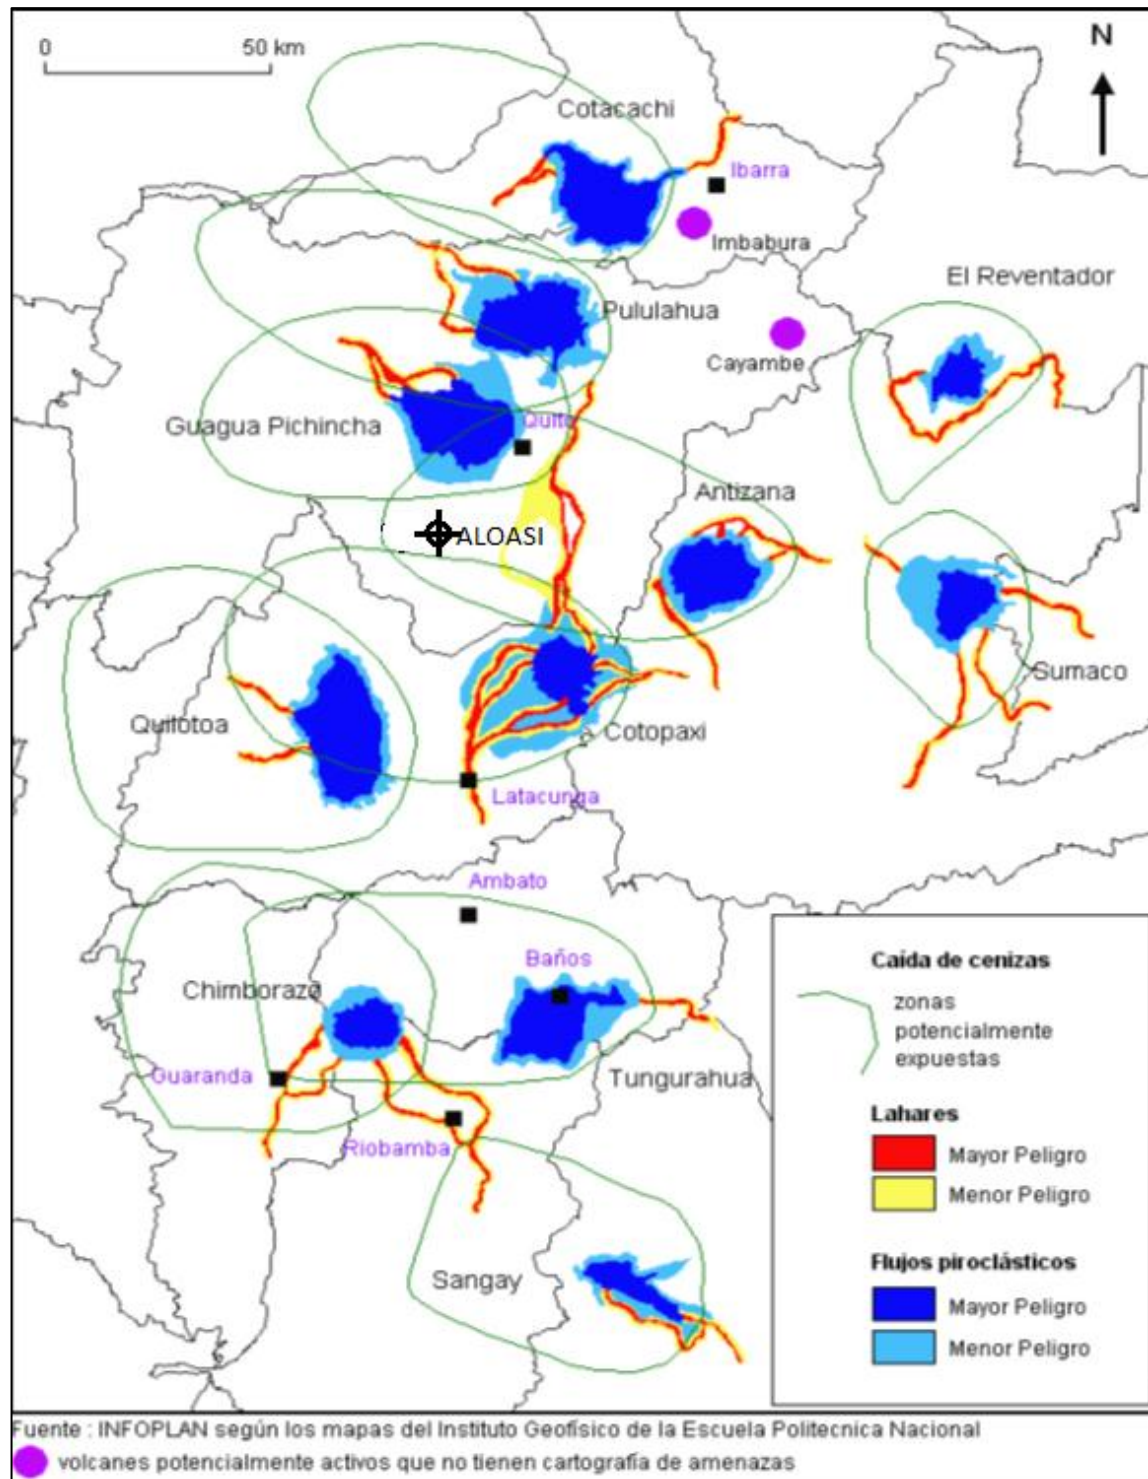 0 50 km
N
Cotacachi
Ibarra
Imbabura
El Reventador
Pululahua
Cayambe
Guagua Pichincha
Quito
Antizana
ALOASI
Sumaco
Quilotoa
Cotopaxi
Latacunga
Ambato
Baños
Chimborazo
Guaranda
Tungurahua
Riobamba
Sangay
Caída de cenizas
zonas
potencialmente
expuestas
Lahares
Mayor Peligro
Menor Peligro
Flujos piroclásticos
Mayor Peligro
Menor Peligro
Fuente : INFOPLAN según los mapas del Instituto Geofísico de la Escuela Politecnica Nacional
volcanes potencialmente activos que no tienen cartografía de amenazas